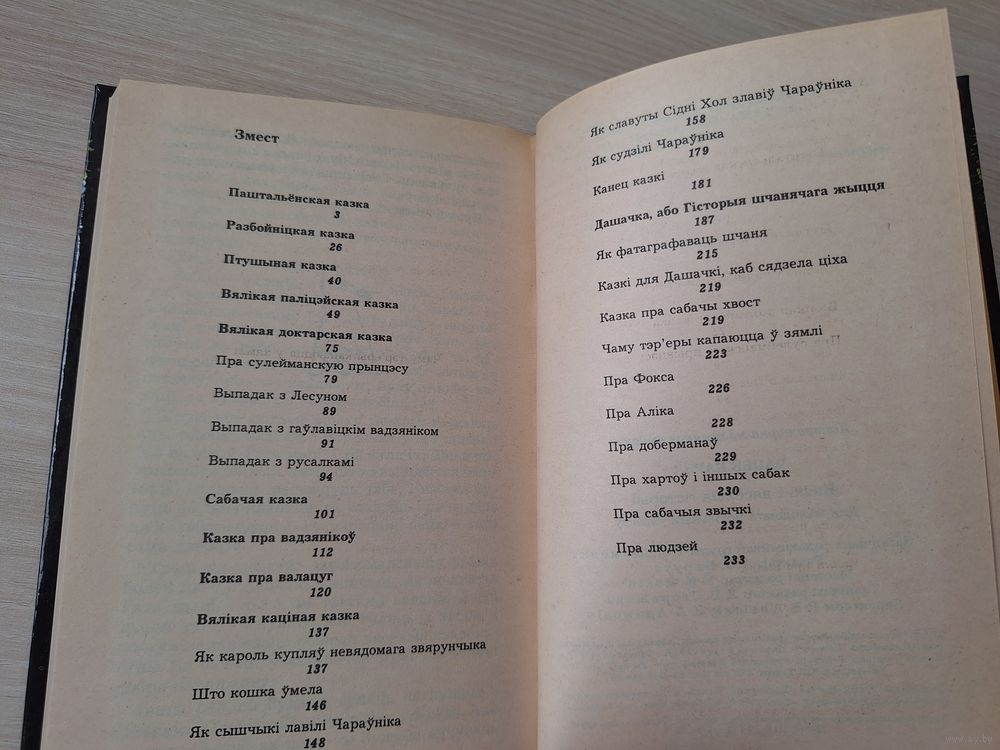 Змест
Паштальёнская казка
3
Разбойніцкая казка
26
Птушыная казка
40
Вялікая паліцэйская казка
49
Вялікая доктарская казка
75
Пра сулейманскую прынцэсу
79
Выпадак з Лесуном
89
Выпадак з гаўлавіцкім вадзяніком
91
Выпадак з русалкамі
94
Сабачая казка
101
Казка пра вадзянікоў
112
Казка пра валацуг
120
Вялікая каціная казка
137
Як кароль купляў невядомага звярунчыка
137
Што кошка ўмела
146
Як сышчыкі лавілі Чараўніка
148
Як славуты Сідні Хол злавіў Чараўніка
158
Як судзілі Чараўніка
179
Канец казкі
181
Дашачка, або Гісторыя шчанячага жыцця
187
Як фатаграфаваць шчаня
215
Казкі для Дашачкі, каб сядзела ціха
219
Казка пра сабачы хвост
219
Чаму тэр'еры капаюцца ў зямлі
223
Пра Фокса
226
Пра Аліка
228
Пра доберманаў
229
Пра хартоў і іншых сабак
230
Пра сабачыя звычкі
232
Пра людзей
233
www.ay.by